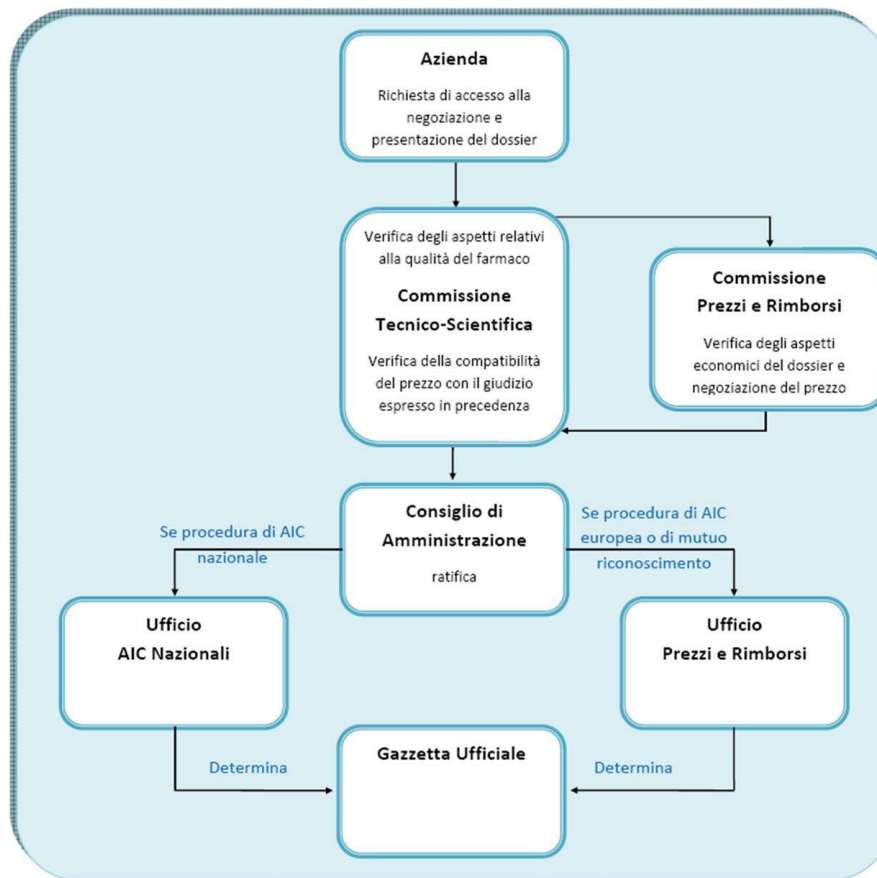 Azienda
Richiesta di accesso alla
negoziazione e
presentazione del dossier
Verifica degli aspetti relativi
alla qualità del farmaco
Commissione
Tecnico-Scientifica
Verifica della compatibilità
del prezzo con il giudizio
espresso in precedenza
Commissione
Prezzi e Rimborsi
Verifica degli aspetti
economici del dossier e
negoziazione del prezzo
Consiglio di
Amministrazione
ratifica
Se procedura di AIC
nazionale
Se procedura di AIC
europea o di mutuo
riconoscimento
Ufficio
AIC Nazionali
Ufficio
Prezzi e Rimborsi
Determina
Gazzetta Ufficiale
Determina